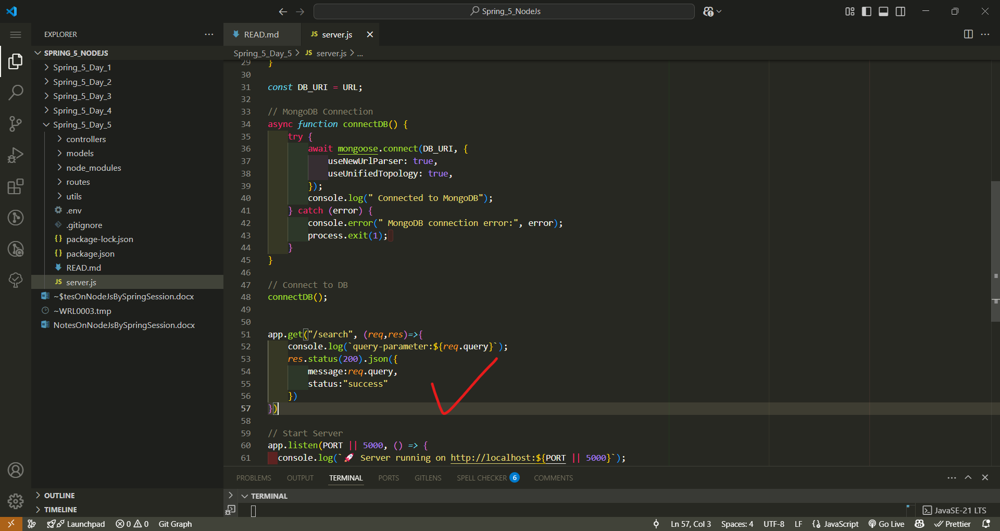 Spring_5_NodeJs
EXPLORER
SPRING_5_NODEJS
Spring_5_Day_1
Spring_5_Day_2
Spring_5_Day_3
Spring_5_Day_4
Spring_5_Day_5
controllers
models
node_modules
routes
utils
.env
.gitignore
{} package-lock.json
{} package.json
READ.md
JS server.js
~$tesOnNodeJsBySpringSession.docx
~WRL0003.tmp
NotesOnNodeJsBySpringSession.docx
OUTLINE
TIMELINE
READ.md
JS server.js
Spring_5_Day_5 > JS server.js > ...
29 }
30
31 const DB_URI = URL;
32
33 // MongoDB Connection
34 async function connectDB() {
35     try {
36         await mongoose.connect(DB_URI, {
37             useNewUrlParser: true,
38             useUnifiedTopology: true,
39         });
40         console.log(" Connected to MongoDB");
41     } catch (error) {
42         console.error(" MongoDB connection error:", error);
43         process.exit(1);
44     }
45 }
46
47 // Connect to DB
48 connectDB();
49
50
51 app.get("/search", (req,res)=>{
52     console.log(`query-parameter:${req.query}`);
53     res.status(200).json({
54         message:req.query,
55         status:"success"
56     })
57 })
58
59 // Start Server
60 app.listen(PORT || 5000, () => {
61   console.log(`🚀 Server running on http://localhost:${PORT || 5000}`);
PROBLEMS OUTPUT TERMINAL PORTS GITLENS SPELL CHECKER 6 COMMENTS
TERMINAL
JavaSE-21 LTS
Launchpad 0 0 Git Graph Ln 57, Col 3 Spaces: 4 UTF-8 LF {} JavaScript Go Live Prettier